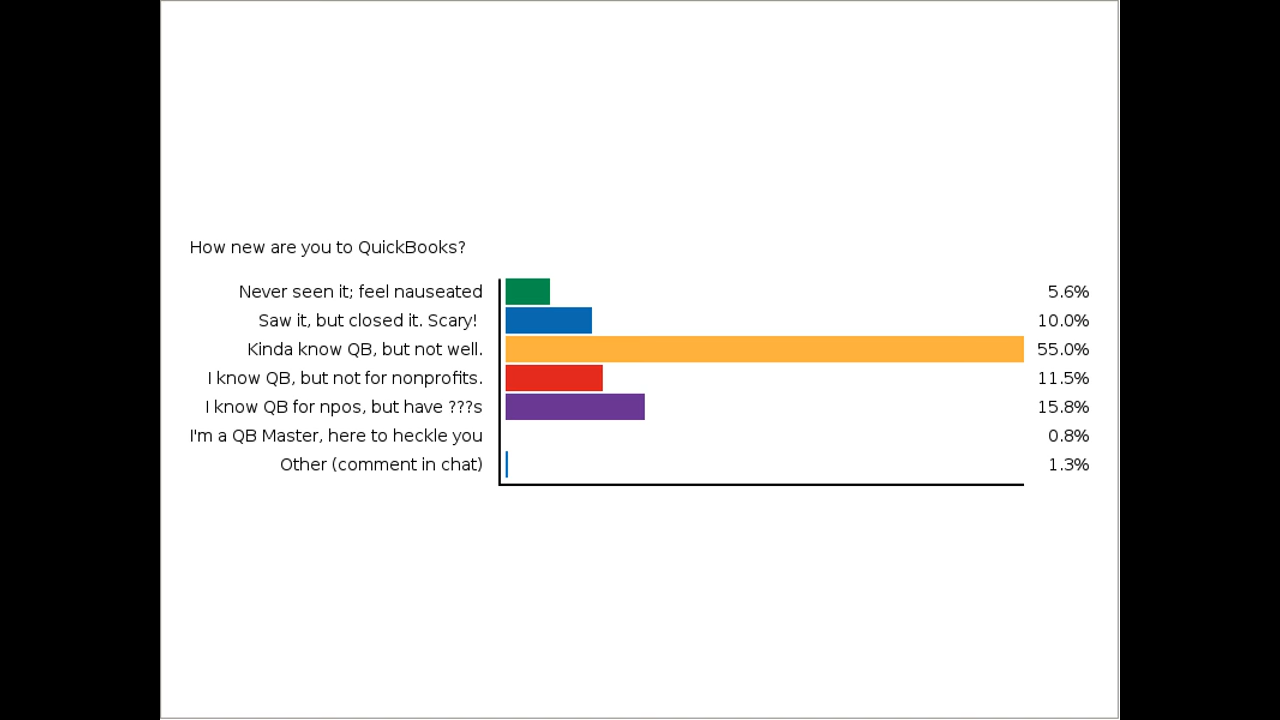 How new are you to QuickBooks?
Never seen it; feel nauseated 5.6%
Saw it, but closed it. Scary! 10.0%
Kinda know QB, but not well. 55.0%
I know QB, but not for nonprofits. 11.5%
I know QB for npos, but have ???s 15.8%
I'm a QB Master, here to heckle you 0.8%
Other (comment in chat) 1.3%